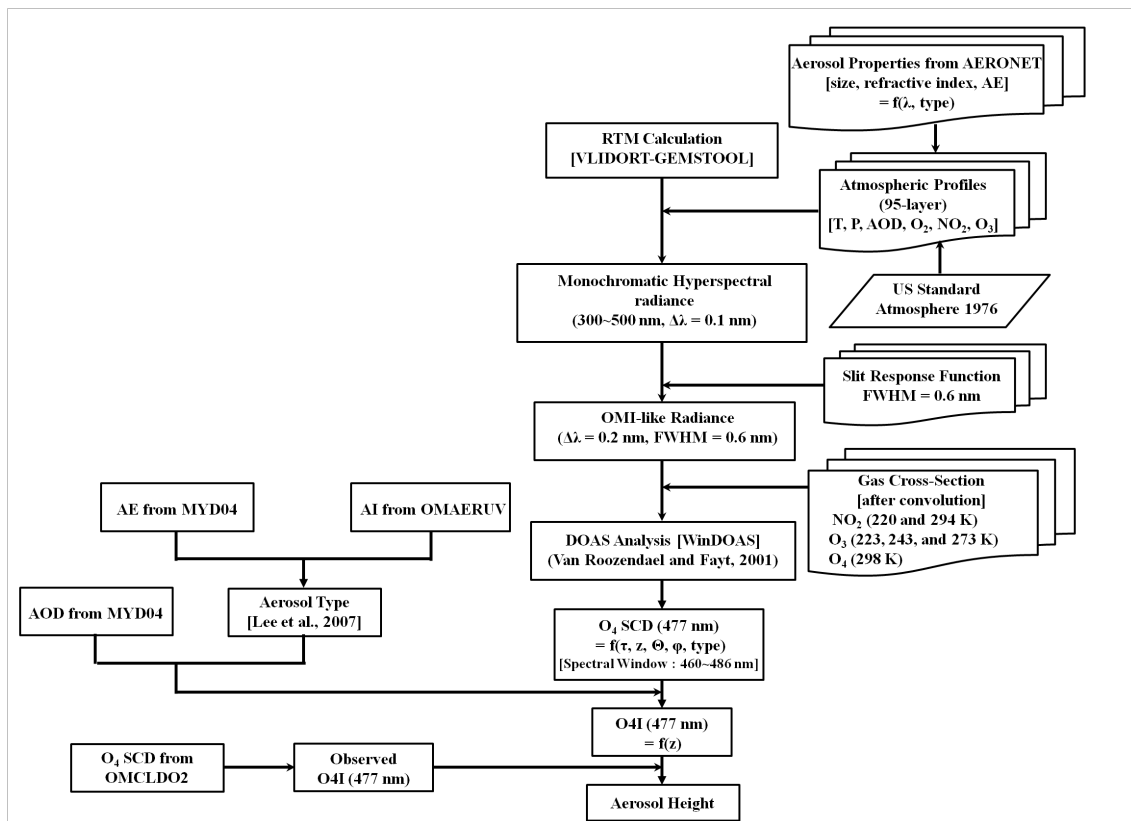 Aerosol Properties from AERONET
[size, refractive index, AE]
= f(λ, type)
RTM Calculation
[VLIDORT-GEMSTOOL]
Atmospheric Profiles
(95-layer)
[T, P, AOD, O₂, NO₂, O₃]
Monochromatic Hyperspectral
radiance
(300~500 nm, Δλ = 0.1 nm)
US Standard
Atmosphere 1976
Slit Response Function
FWHM = 0.6 nm
OMI-like Radiance
(Δλ = 0.2 nm, FWHM = 0.6 nm)
Gas Cross-Section
[after convolution]
NO₂ (220 and 294 K)
O₃ (223, 243, and 273 K)
O₄ (298 K)
AE from MYD04
AI from OMAERUV
DOAS Analysis [WinDOAS]
(Van Roozendael and Fayt, 2001)
AOD from MYD04
Aerosol Type
[Lee et al., 2007]
O₄ SCD (477 nm)
= f(τ, z, Θ, φ, type)
[Spectral Window : 460~486 nm]
O4I (477 nm)
= f(z)
O₄ SCD from
OMCLDO2
Observed
O4I (477 nm)
Aerosol Height